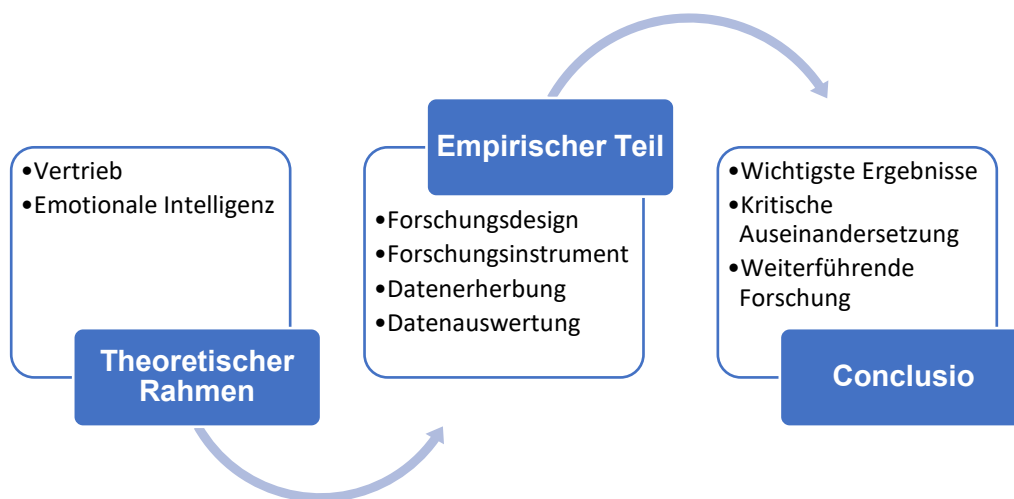 •Vertrieb
•Emotionale Intelligenz
Theoretischer
Rahmen
Empirischer Teil
•Forschungsdesign
•Forschungsinstrument
•Datenerherbung
•Datenauswertung
•Wichtigste Ergebnisse
•Kritische
Auseinandersetzung
•Weiterführende
Forschung
Conclusio